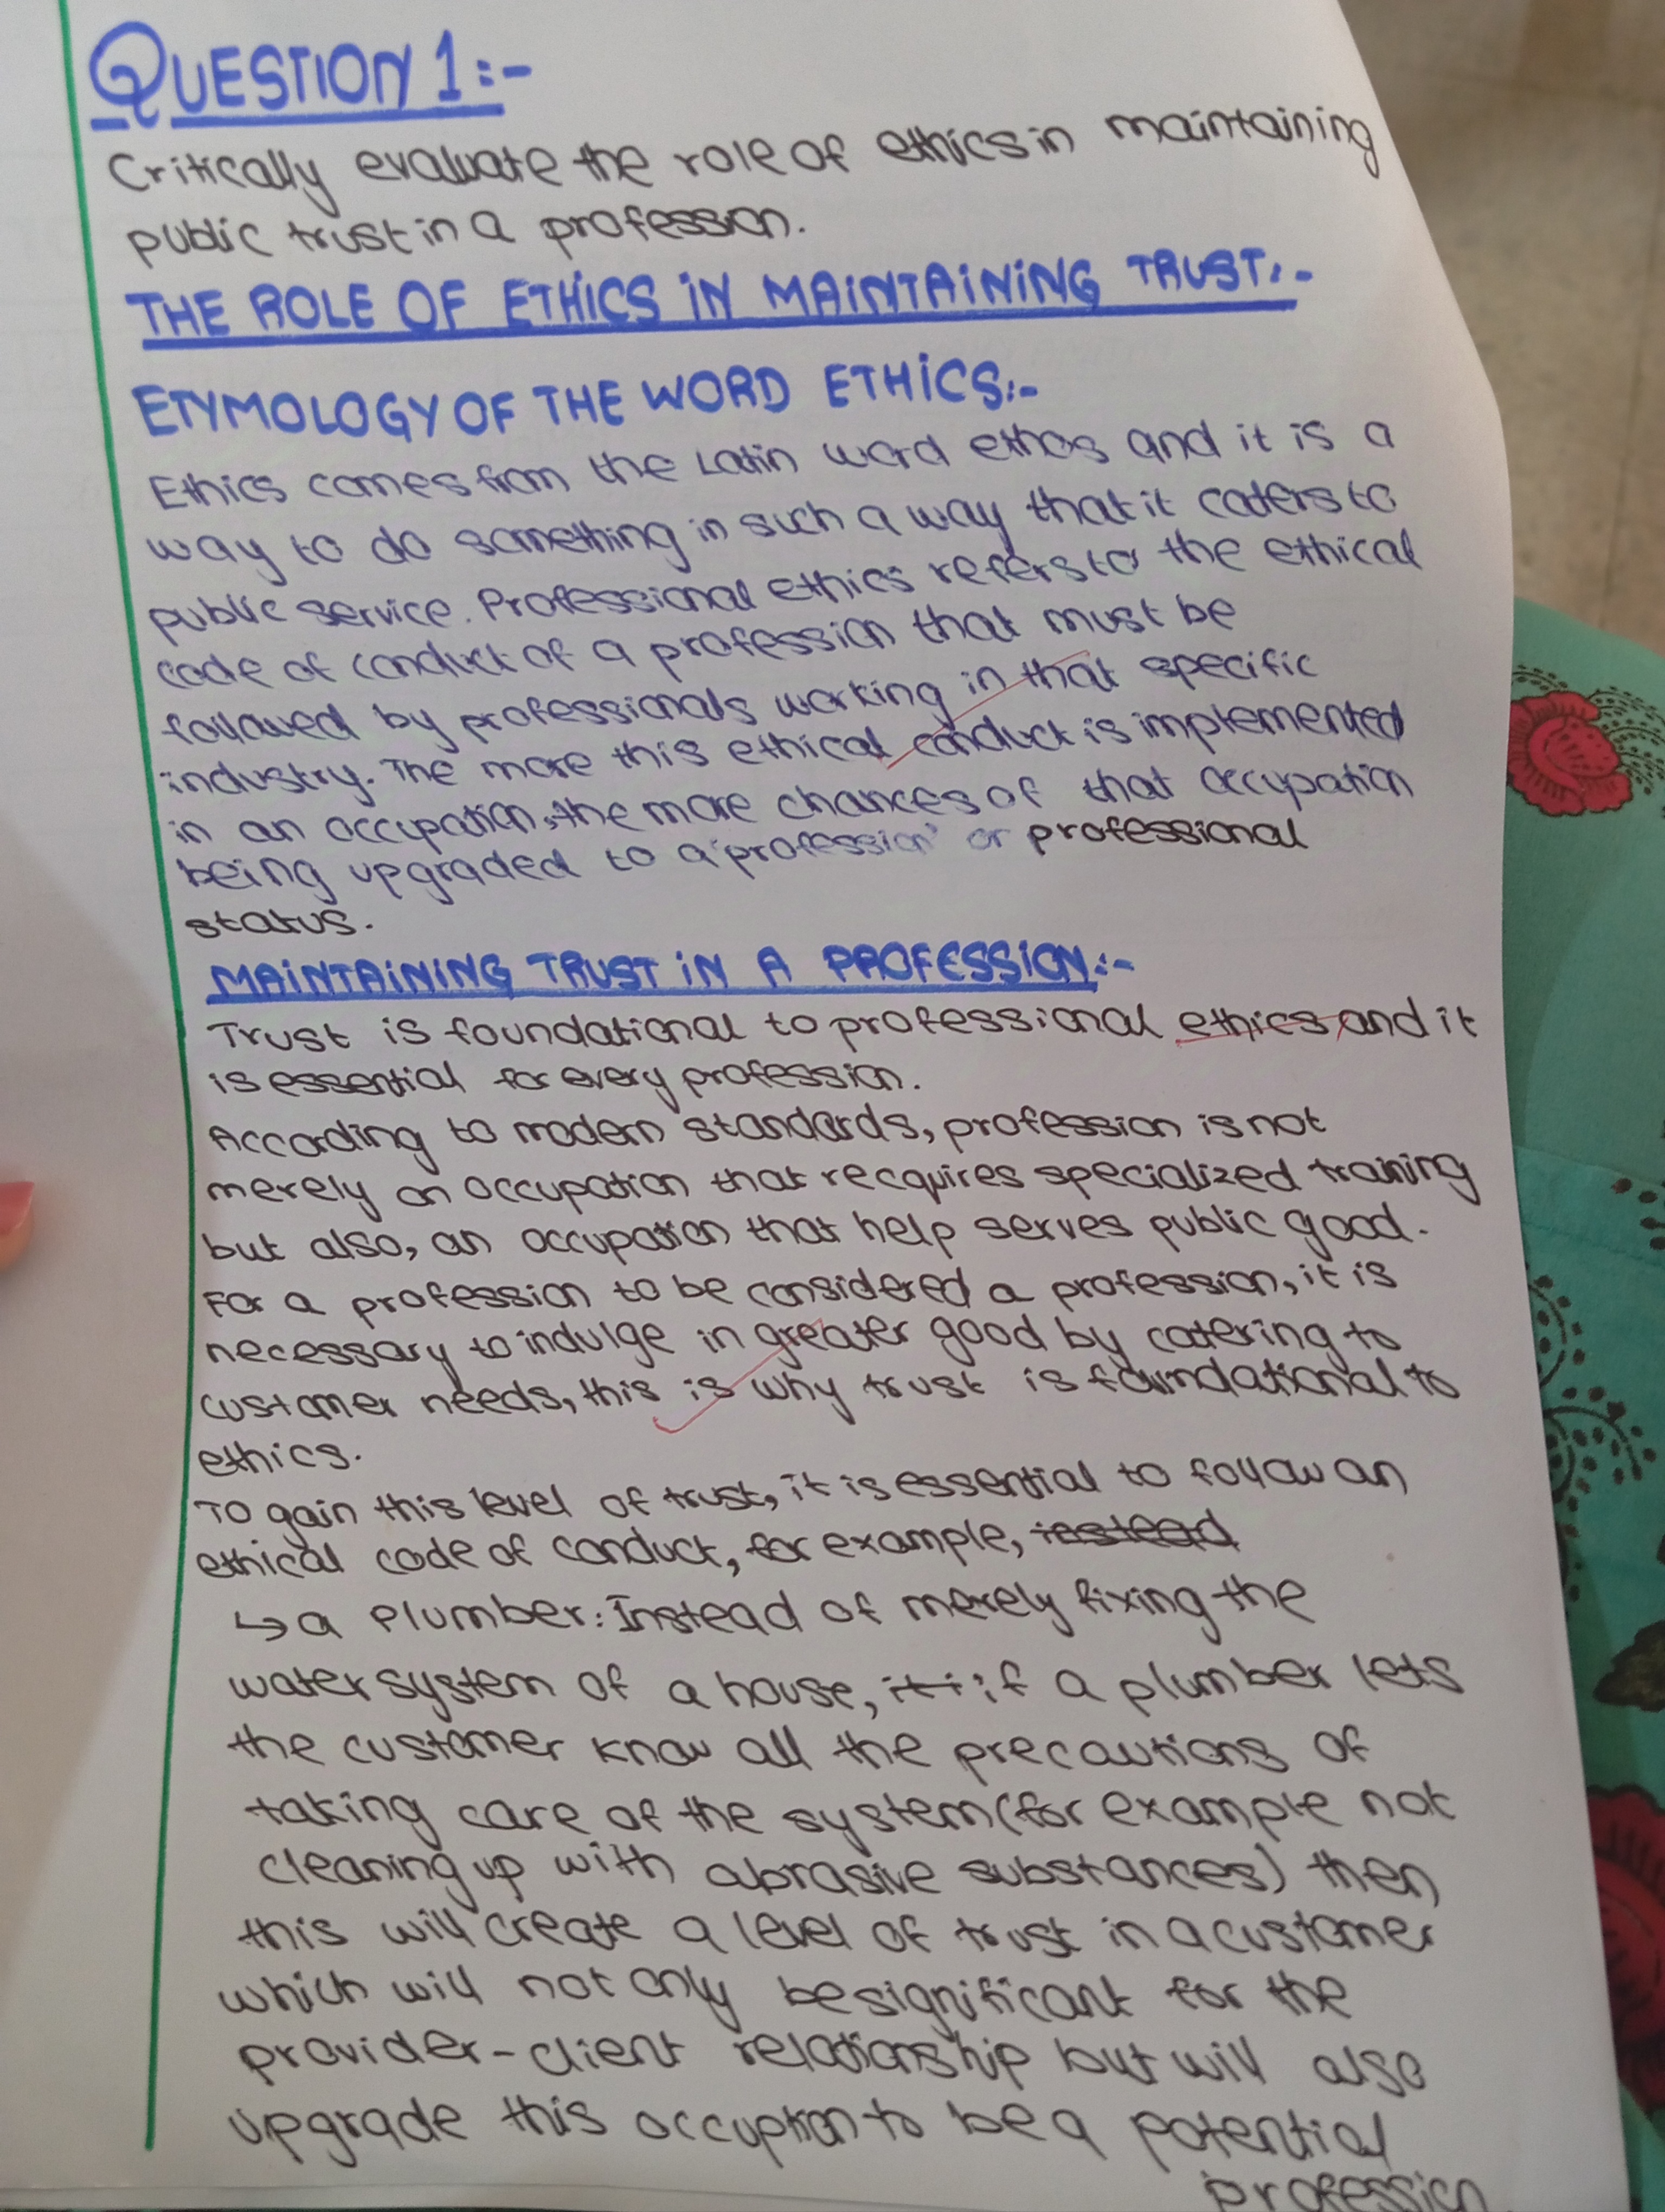 QUESTION 1:-
Critically evaluate the role of ethics in maintaining
public trust in a profession.
THE ROLE OF ETHICS IN MAINTAINING TRUST:-
ETYMOLOGY OF THE WORD ETHICS:-
Ethics comes from the Latin word ethos and it is a
way to do something in such a way that it caters to
public service. Professional ethics refers to the ethical
code of conduct of a profession that must be
followed by professionals working in that specific
industry. The more this ethical conduct is implemented
in an occupation, the more chances of that occupation
being upgraded to a 'profession' or professional
status.
MAINTAINING TRUST IN A PROFESSION:-
Trust is foundational to professional ethics and it
is essential for every profession.
According to modern standards, profession is not
merely an occupation that recquires specialized training
but also, an occupation that help serves public good.
For a profession to be considered a profession, it is
necessary to indulge in greater good by catering to
customer needs, this is why trust is foundational to
ethics.
To gain this level of trust, it is essential to follow an
ethical code of conduct, for example, instead
↳ a plumber: Instead of merely fixing the
water system of a house, it i if a plumber lets
the customer know all the precautions of
taking care of the system (for example not
cleaning up with abrasive substances) then
this will create a level of trust in a customer
which will not only be significant for the
provider-client relationship but will also
upgrade this occuption to be a potential
profession